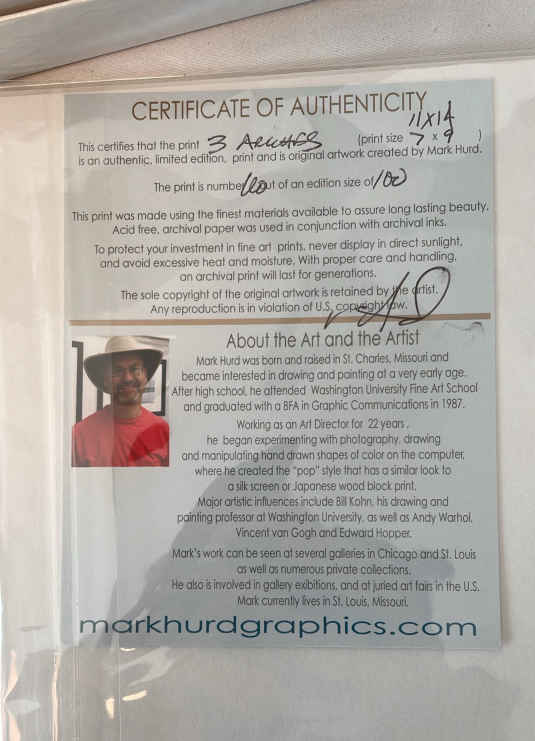 CERTIFICATE OF AUTHENTICITY
11X14
This certifies that the print 3 ARCHES (print size 7 x 9 )
is an authentic, limited edition, print and is original artwork created by Mark Hurd.
The print is number out of an edition size of 100
This print was made using the finest materials available to assure long lasting beauty.
Acid free, archival paper was used in conjunction with archival inks.
To protect your investment in fine art prints, never display in direct sunlight,
and avoid excessive heat and moisture. With proper care and handling,
an archival print will last for generations.
The sole copyright of the original artwork is retained by the artist.
Any reproduction is in violation of U.S. copyright law.
About the Art and the Artist
Mark Hurd was born and raised in St. Charles, Missouri and
became interested in drawing and painting at a very early age.
After high school, he attended Washington University Fine Art School
and graduated with a BFA in Graphic Communications in 1987.
Working as an Art Director for 22 years ,
he began experimenting with photography, drawing
and manipulating hand drawn shapes of color on the computer,
where he created the "pop" style that has a similar look to
a silk screen or Japanese wood block print.
Major artistic influences include Bill Kohn, his drawing and
painting professor at Washington University, as well as Andy Warhol,
Vincent van Gogh and Edward Hopper.
Mark's work can be seen at several galleries in Chicago and St. Louis
as well as numerous private collections.
He also is involved in gallery exibitions, and at juried art fairs in the U.S.
Mark currently lives in St. Louis, Missouri.
markhurdgraphics.com